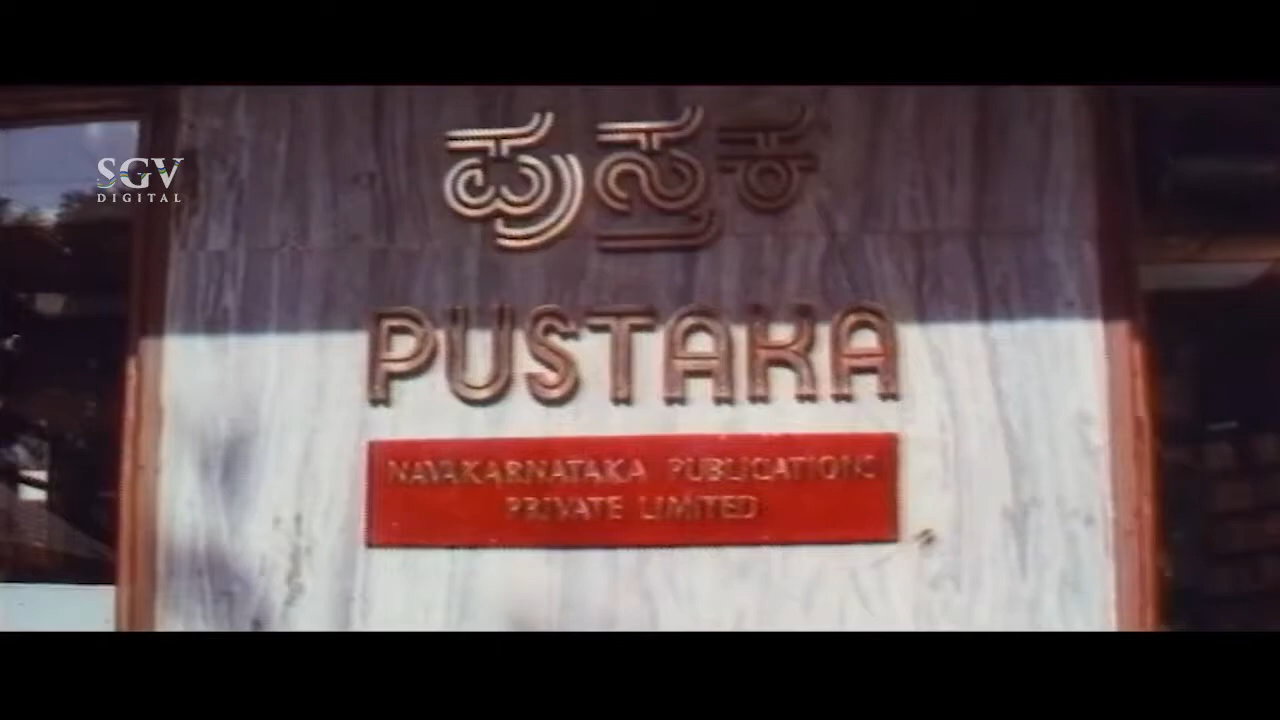 SGV
DIGITAL
ಪುಸ್ತಕ
PUSTAKA
NAVAKARNATAKA PUBLICATIONS
PRIVATE LIMITED